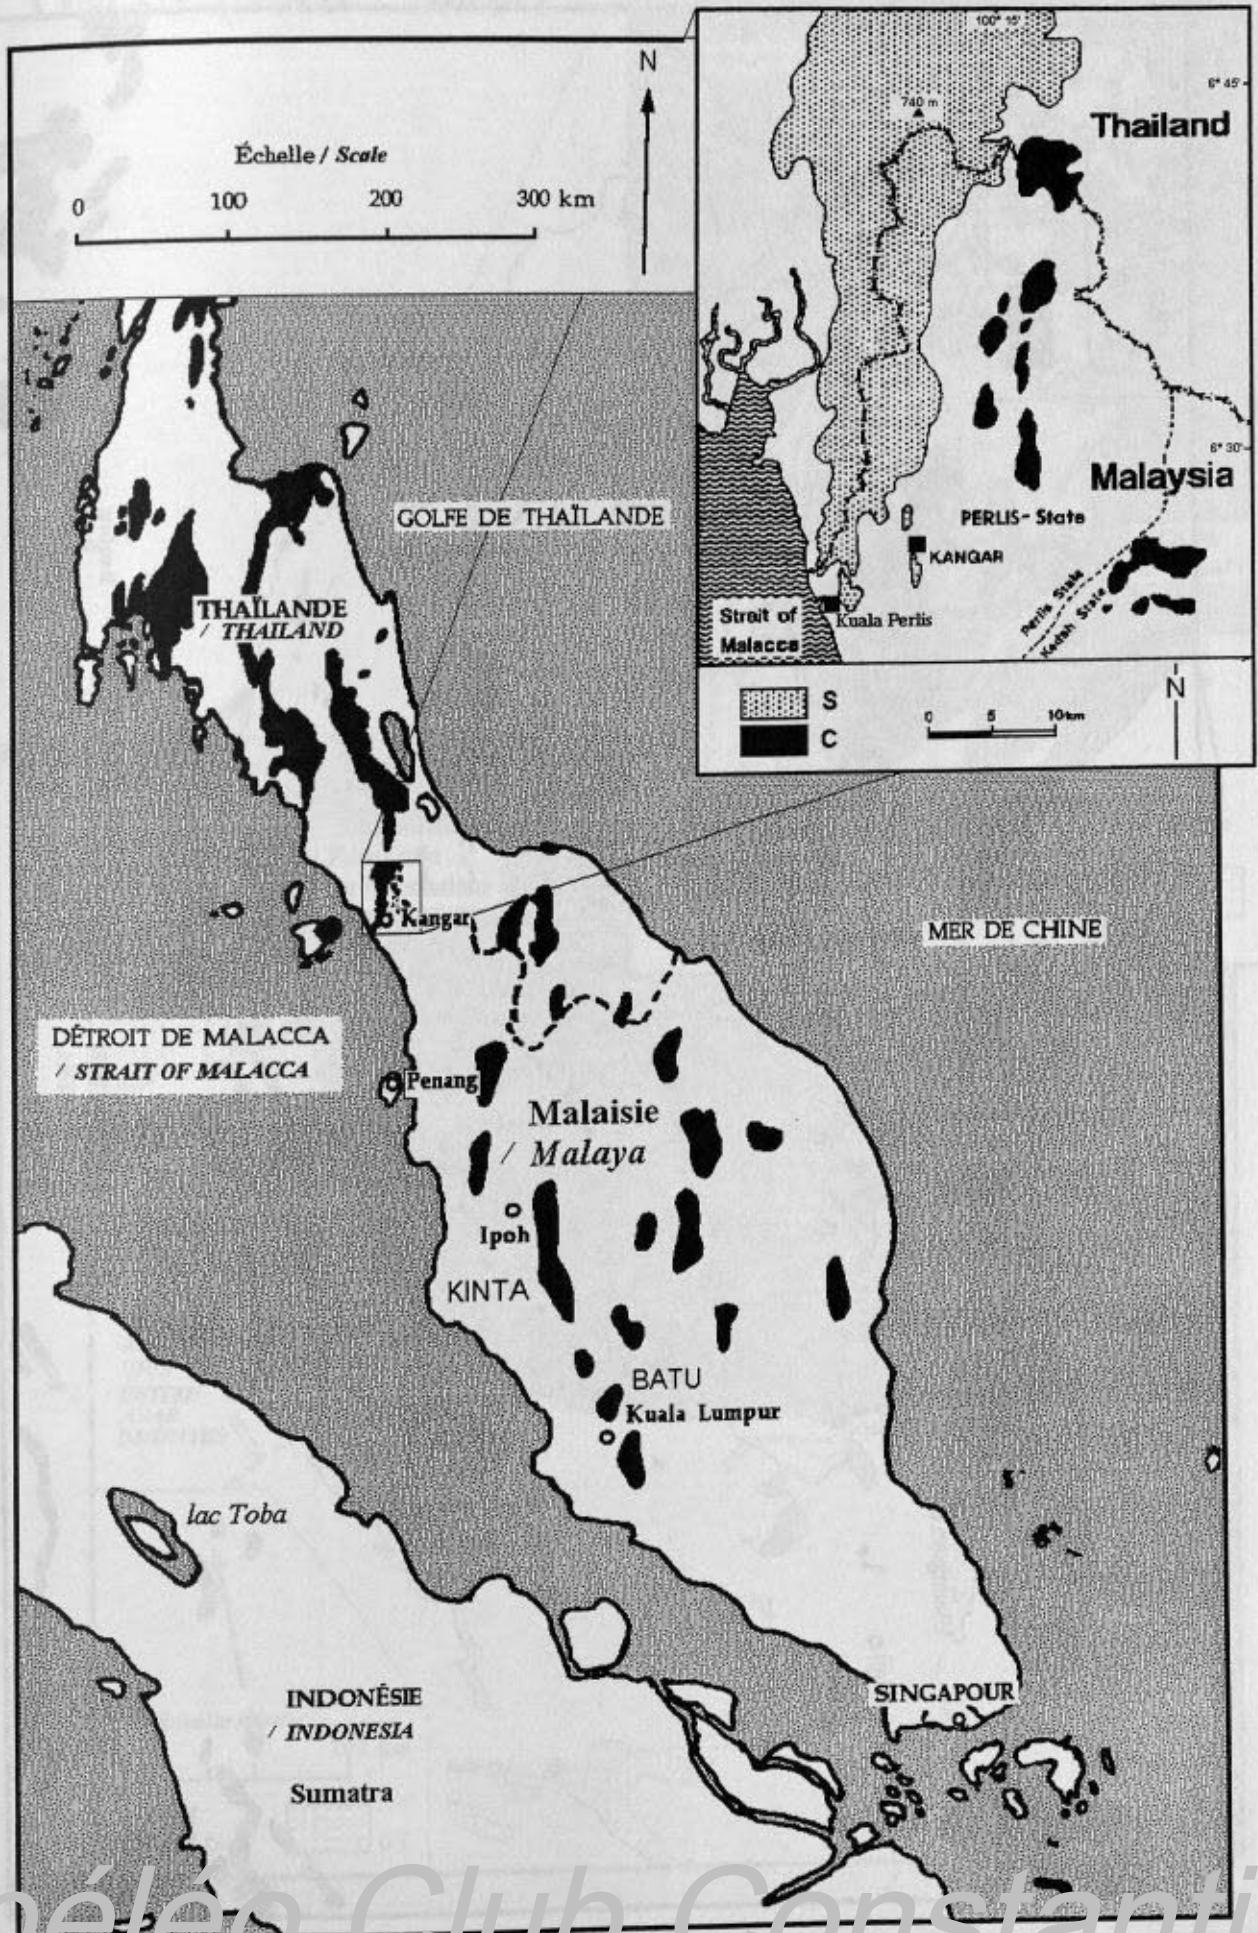 N
Échelle / Scale
0 100 200 300 km
100° 15'
6° 45'
740 m
Thailand
6° 30'
Malaysia
PERLIS-State
KANGAR
Perlis State
Kedah State
Strait of
Malacca
Kuala Perlis
S
C
0 5 10km
N
GOLFE DE THAÏLANDE
THAÏLANDE
/ THAILAND
Kangar
MER DE CHINE
DÉTROIT DE MALACCA
/ STRAIT OF MALACCA
Penang
Malaisie
/ Malaya
Ipoh
KINTA
BATU
Kuala Lumpur
lac Toba
SINGAPOUR
INDONÉSIE
/ INDONESIA
Sumatra
péléo Club Constanti